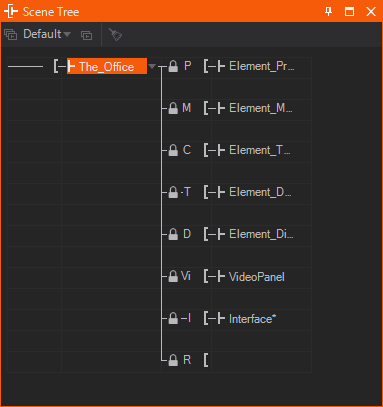 Scene Tree
Default
The_Office
P Element_Pr...
M Element_M...
C Element_T...
-T Element_D...
D Element_Di...
Vi VideoPanel
-I Interface*
R